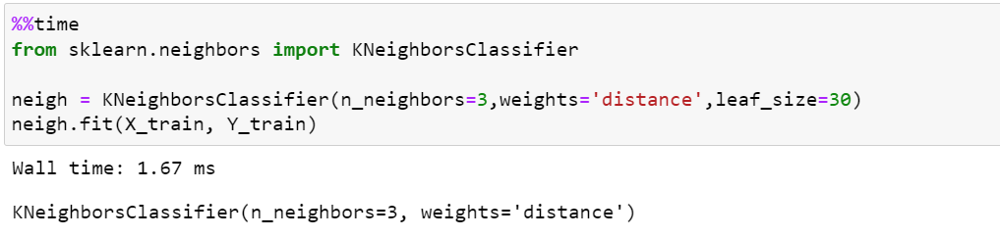 %%time
from sklearn.neighbors import KNeighborsClassifier
neigh = KNeighborsClassifier(n_neighbors=3,weights='distance',leaf_size=30)
neigh.fit(X_train, Y_train)
Wall time: 1.67 ms
KNeighborsClassifier(n_neighbors=3, weights='distance')